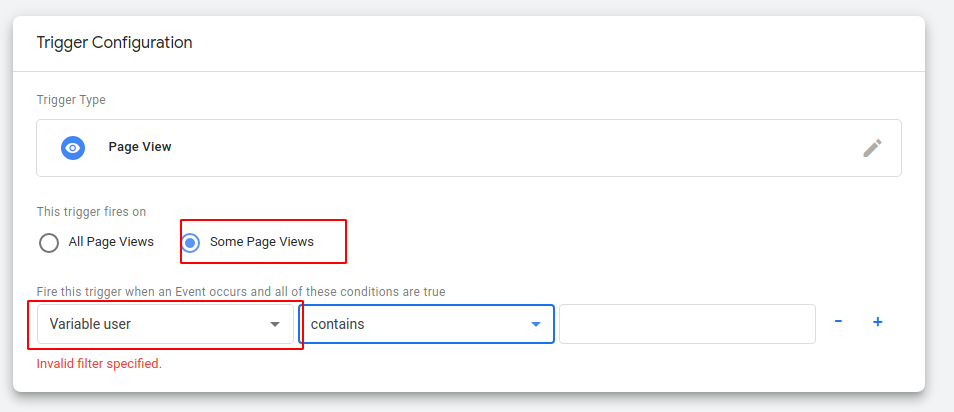 Trigger Configuration
Trigger Type
Page View
This trigger fires on
All Page Views Some Page Views
Fire this trigger when an Event occurs and all of these conditions are true
Variable user contains - +
Invalid filter specified.